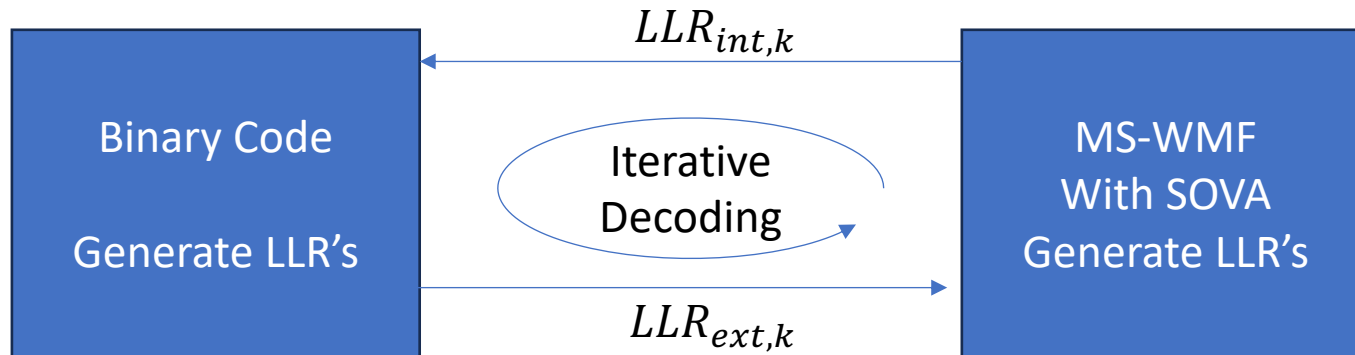 LLR_{int,k}
Binary Code
Generate LLR's
Iterative
Decoding
MS-WMF
With SOVA
Generate LLR's
LLR_{ext,k}